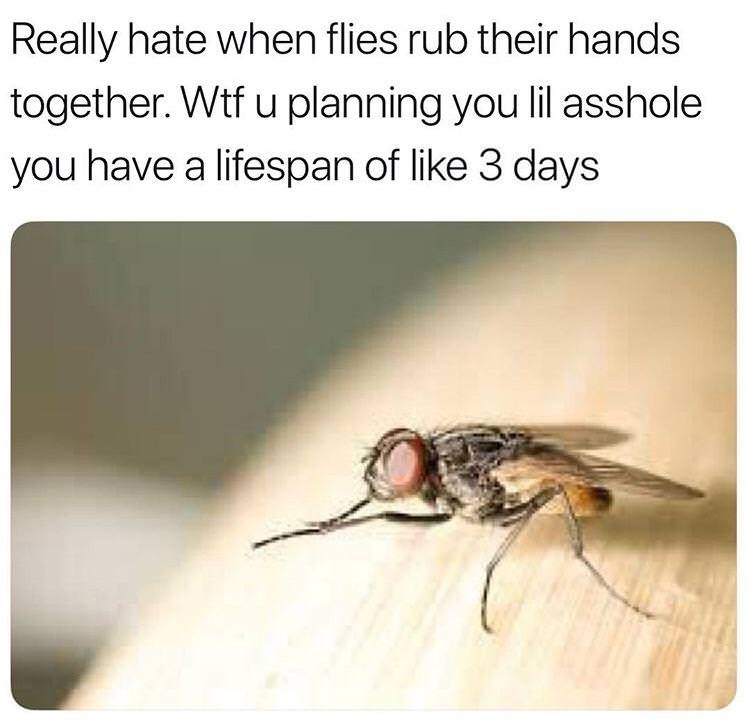 Really hate when flies rub their hands
together. Wtf u planning you lil asshole
you have a lifespan of like 3 days